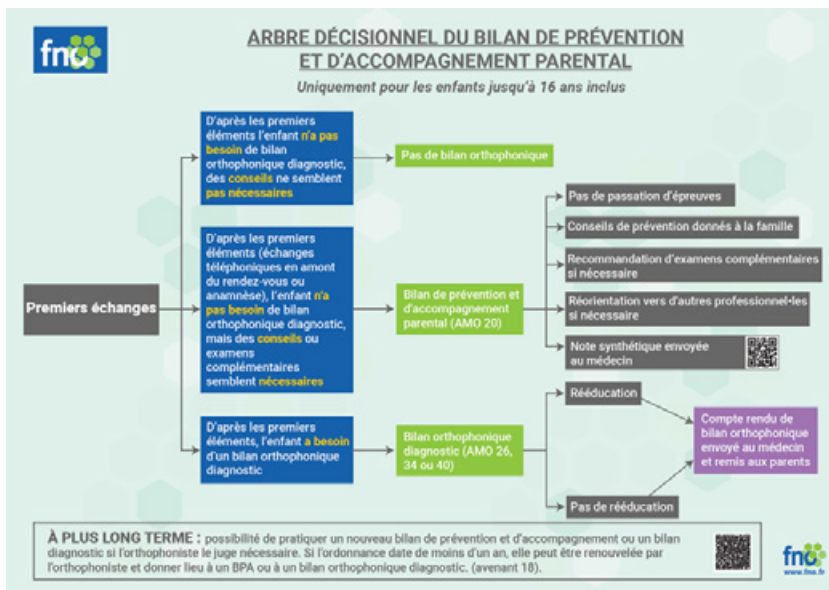 fno
ARBRE DÉCISIONNEL DU BILAN DE PRÉVENTION
ET D'ACCOMPAGNEMENT PARENTAL
Uniquement pour les enfants jusqu'à 16 ans inclus
Premiers échanges
D'après les premiers
éléments l'enfant n'a pas
besoin de bilan
orthophonique diagnostic,
des conseils ne semblent
pas nécessaires
Pas de bilan orthophonique
D'après les premiers
éléments (échanges
téléphoniques en amont
du rendez-vous ou
anamnèse), l'enfant n'a
pas besoin de bilan
orthophonique diagnostic,
mais des conseils ou
examens
complémentaires
semblent nécessaires
Bilan de prévention et
d'accompagnement
parental (AMO 20)
Pas de passation d'épreuves
Conseils de prévention donnés à la famille
Recommandation d'examens complémentaires
si nécessaire
Réorientation vers d'autres professionnel•les
si nécessaire
Note synthétique envoyée
au médecin
D'après les premiers
éléments, l'enfant a besoin
d'un bilan orthophonique
diagnostic
Bilan orthophonique
diagnostic (AMO 26,
34 ou 40)
Rééducation
Pas de rééducation
Compte rendu de
bilan orthophonique
envoyé au médecin
et remis aux parents
À PLUS LONG TERME : possibilité de pratiquer un nouveau bilan de prévention et d'accompagnement ou un bilan
diagnostic si l'orthophoniste le juge nécessaire. Si l'ordonnance date de moins d'un an, elle peut être renouvelée par
l'orthophoniste et donner lieu à un BPA ou à un bilan orthophonique diagnostic. (avenant 18).
fno
www.fno.fr